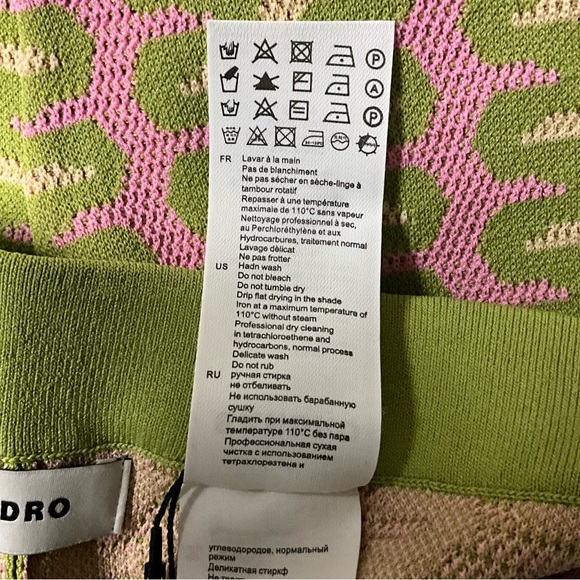 P
A
P
FR Lavar à la main
Pas de blanchiment
Ne pas sécher en sèche-linge à
tambour rotatif
Repasser à une température
maximale de 110°C sans vapeur
Nettoyage professionnel à sec,
au Perchloréthylène et aux
Hydrocarbures, traitement normal
Lavage délicat
Ne pas frotter
US Hadn wash
Do not bleach
Do not tumble dry
Drip flat drying in the shade
Iron at a maximum temperature of
110°C without steam
Professional dry cleaning
in tetrachloroethene and
hydrocarbons, normal process
Delicate wash
Do not rub
RU ручная стирка
не отбеливать
Не использовать барабанную
сушку
Гладить при максимальной
температуре 110°C без пара
Профессиональная сухая
чистка с использованием
тетрахлорэтена и
DRO
углеводородов, нормальный
режим
Деликатная